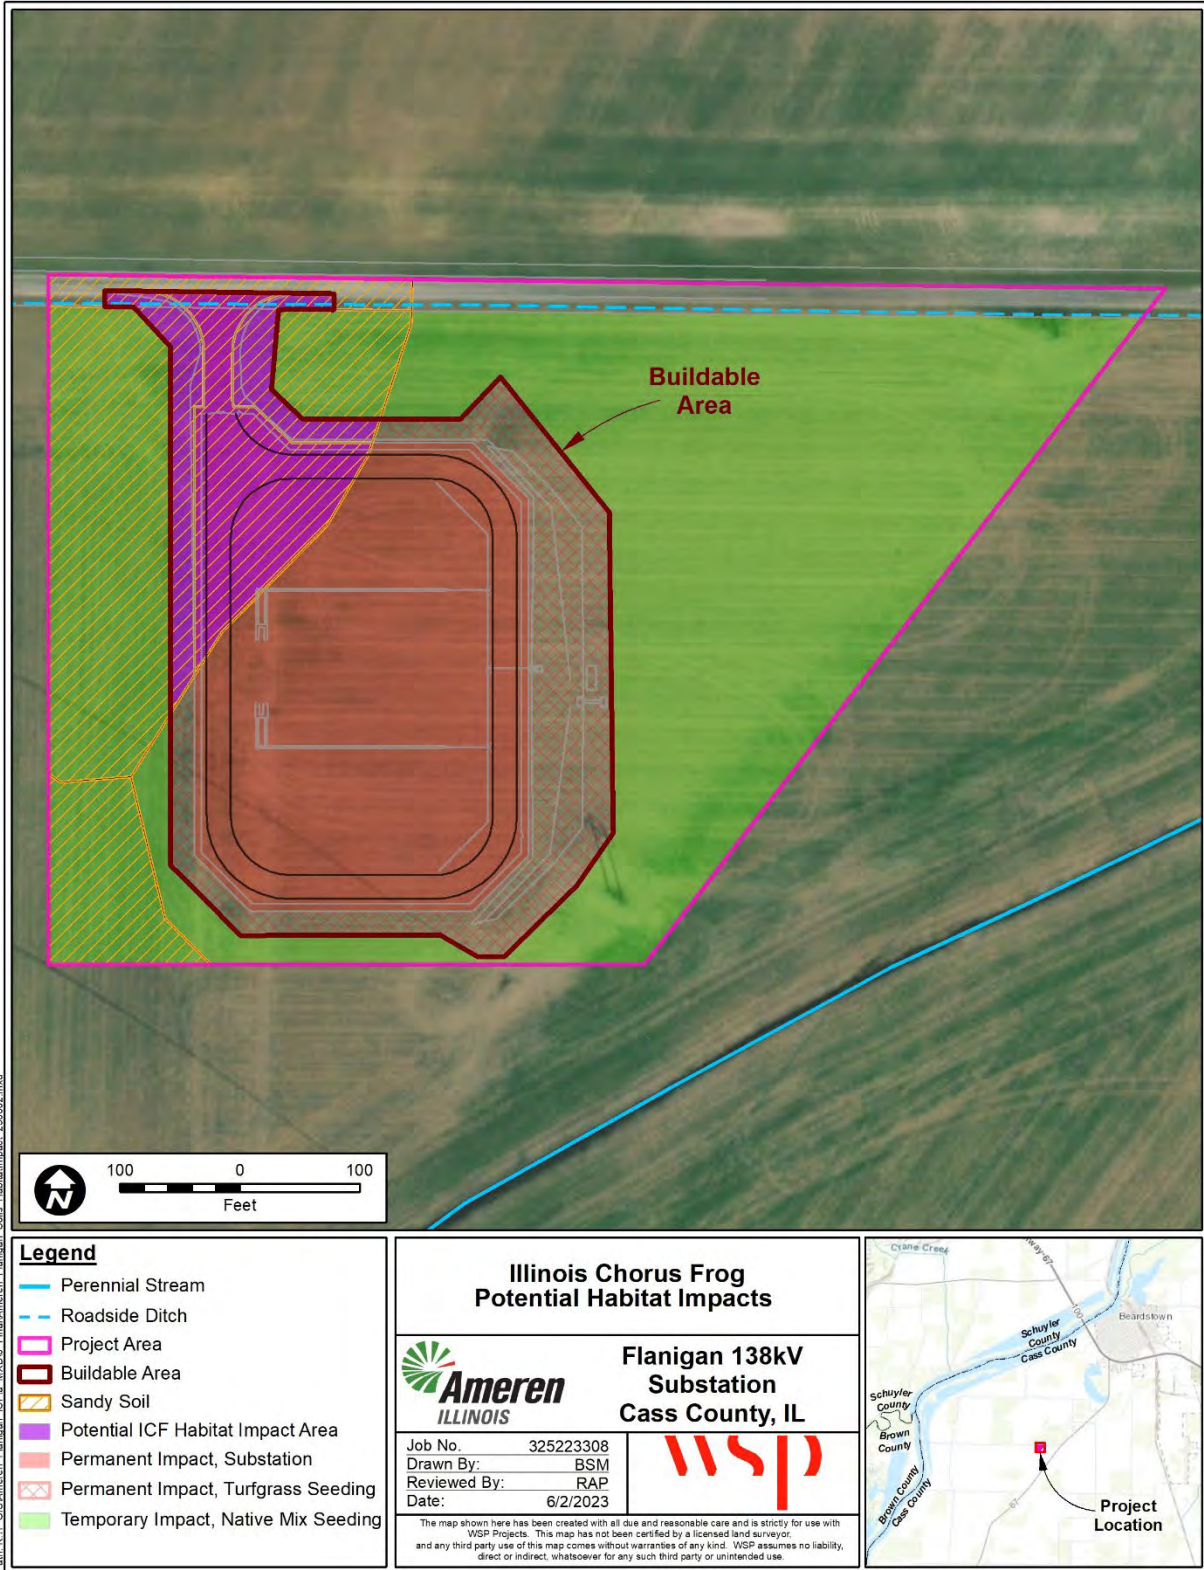 Buildable
Area
N
100 0 100
Feet
Legend
Perennial Stream
Roadside Ditch
Project Area
Buildable Area
Sandy Soil
Potential ICF Habitat Impact Area
Permanent Impact, Substation
Permanent Impact, Turfgrass Seeding
Temporary Impact, Native Mix Seeding
Illinois Chorus Frog
Potential Habitat Impacts
Ameren
ILLINOIS
Flanigan 138kV
Substation
Cass County, IL
Job No. 325223308
Drawn By: BSM
Reviewed By: RAP
Date: 6/2/2023
wsp
The map shown here has been created with all due and reasonable care and is strictly for use with
WSP Projects. This map has not been certified by a licensed land surveyor,
and any third party use of this map comes without warranties of any kind. WSP assumes no liability,
direct or indirect, whatsoever for any such third party or unintended use.
Crane Creek
100
Beardstown
Schuyler
County
Cass County
Schuyler
County
Brown
County
Brown County
Cass County
67
Project
Location